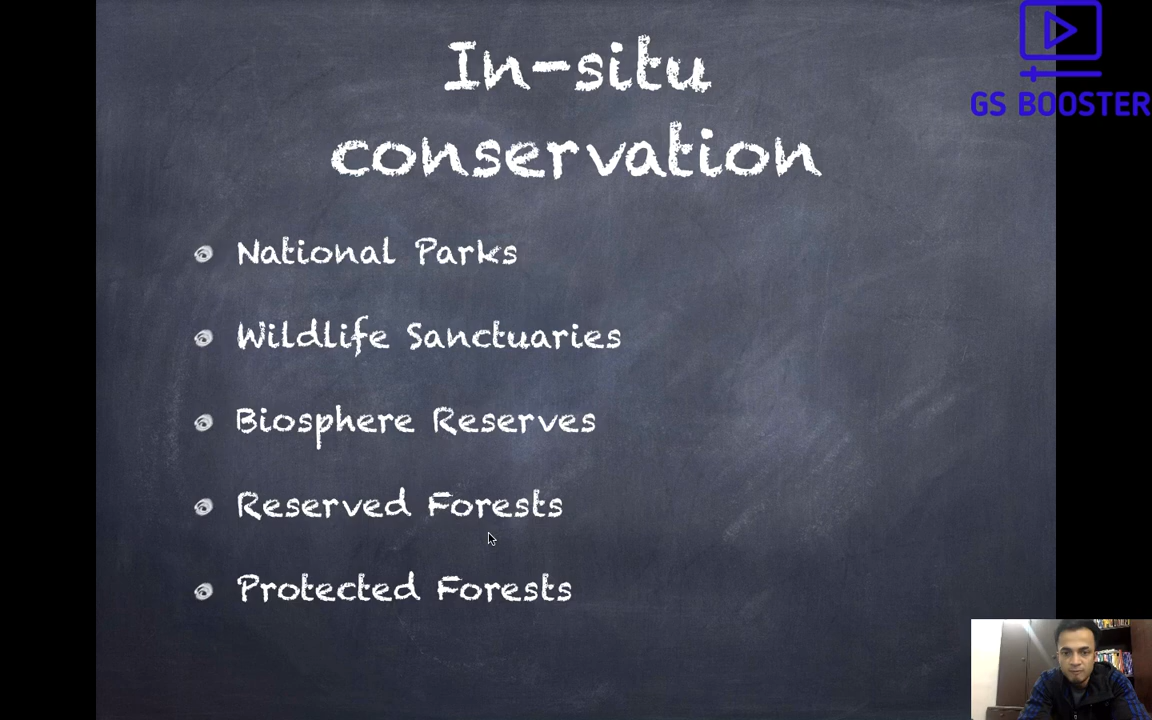 In-situ
conservation
GS BOOSTER
National Parks
Wildlife Sanctuaries
Biosphere Reserves
Reserved Forests
Protected Forests